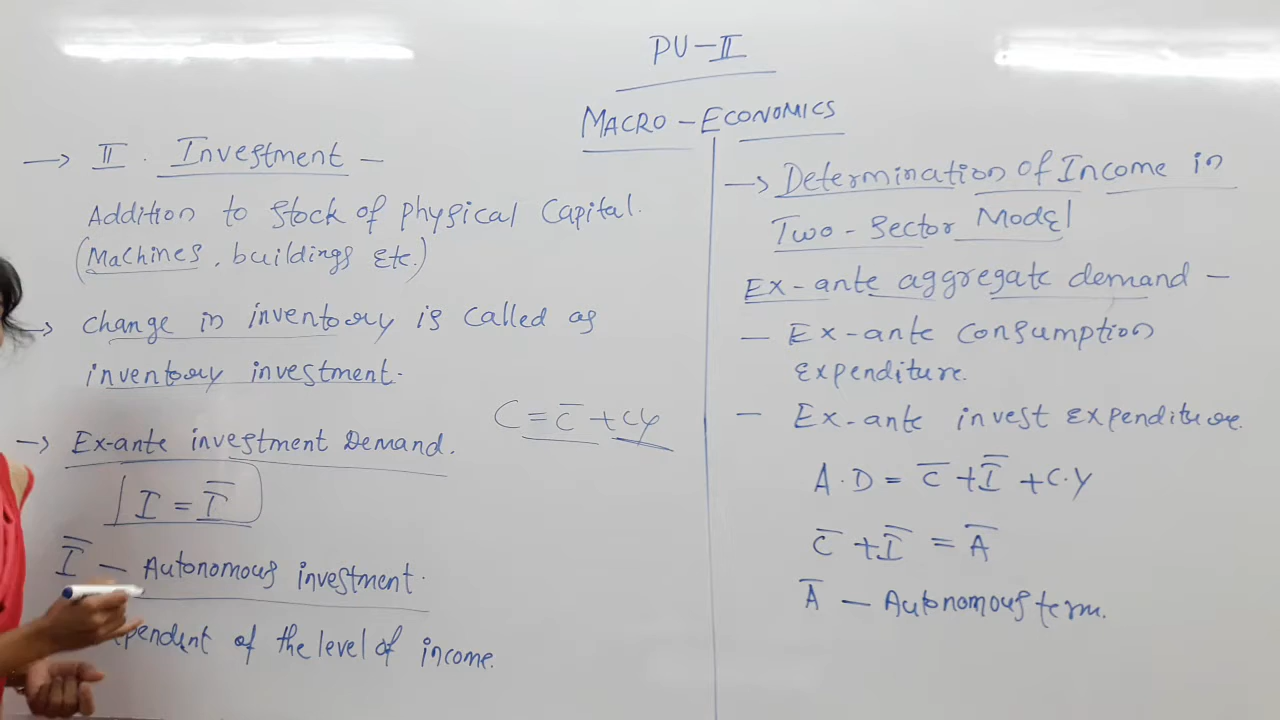 PU-II
MACRO-ECONOMICS
→ II. Investment -
Addition to stock of physical capital.
(Machines, buildings etc.)
→ change in inventory is called as
inventory investment.
C = C̅ + cy
→ Ex-ante investment Demand.
I = I̅
I̅ - Autonomous investment.
of the level of income.
→ Determination of Income in
Two-Sector Model
Ex-ante aggregate demand -
- Ex-ante consumption
expenditure.
- Ex-ante invest expenditure.
A.D = C̅ + I̅ + C.Y
C̅ + I̅ = A̅
A̅ - Autonomous term.